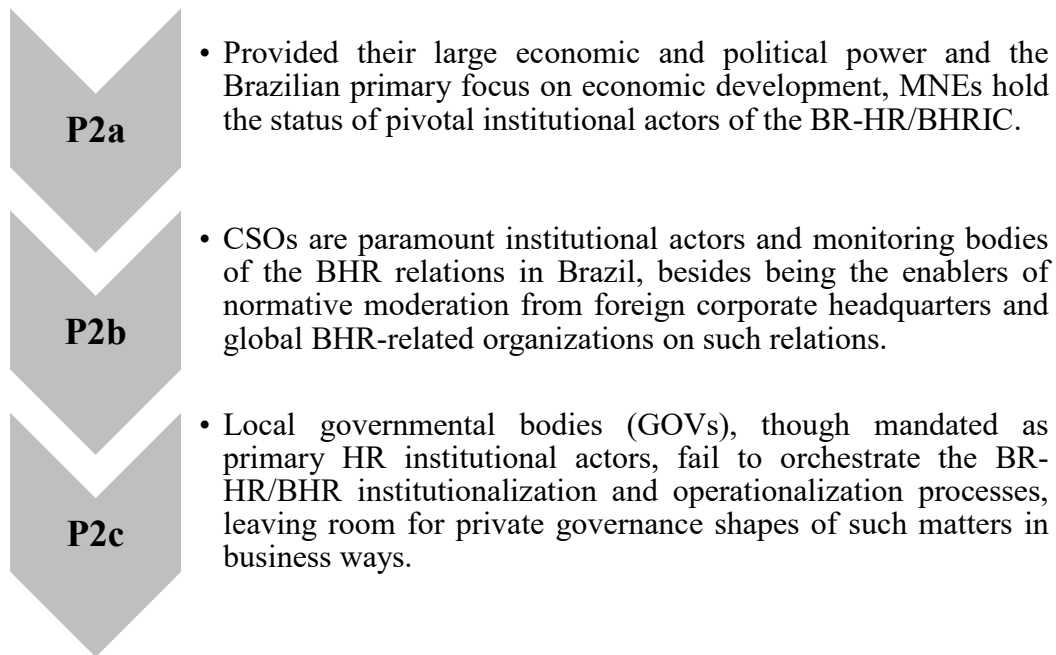 P2a
• Provided their large economic and political power and the
Brazilian primary focus on economic development, MNEs hold
the status of pivotal institutional actors of the BR-HR/BHRIC.
P2b
• CSOs are paramount institutional actors and monitoring bodies
of the BHR relations in Brazil, besides being the enablers of
normative moderation from foreign corporate headquarters and
global BHR-related organizations on such relations.
P2c
• Local governmental bodies (GOVs), though mandated as
primary HR institutional actors, fail to orchestrate the BR-
HR/BHR institutionalization and operationalization processes,
leaving room for private governance shapes of such matters in
business ways.